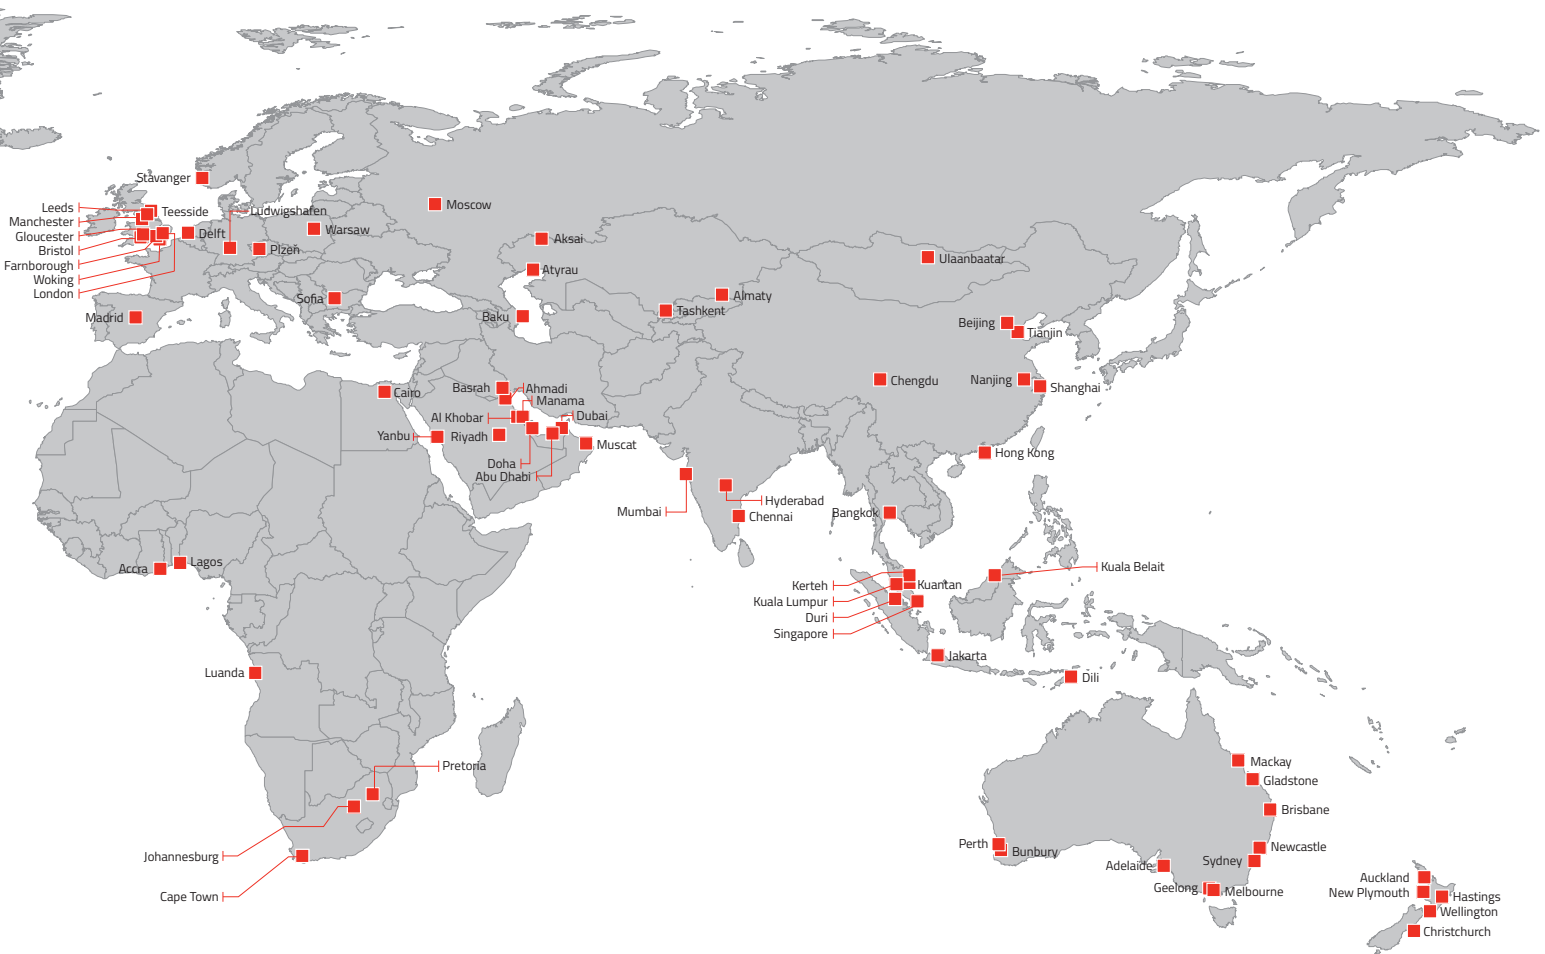 Stavanger
Leeds
Teesside
Manchester
Gloucester
Bristol
Farnborough
Woking
London
Ludwigshafen
Delft
Warsaw
Plzeň
Moscow
Aksai
Atyrau
Ulaanbaatar
Sofia
Madrid
Baku
Almaty
Tashkent
Beijing
Tianjin
Chengdu
Nanjing
Shanghai
Cairo
Basrah
Ahmadi
Manama
Al Khobar
Dubai
Yanbu
Riyadh
Muscat
Doha
Abu Dhabi
Hong Kong
Mumbai
Hyderabad
Chennai
Bangkok
Accra
Lagos
Kuala Belait
Kerteh
Kuantan
Kuala Lumpur
Duri
Singapore
Jakarta
Luanda
Dili
Pretoria
Johannesburg
Cape Town
Mackay
Gladstone
Brisbane
Perth
Bunbury
Newcastle
Sydney
Adelaide
Geelong
Melbourne
Auckland
New Plymouth
Hastings
Wellington
Christchurch